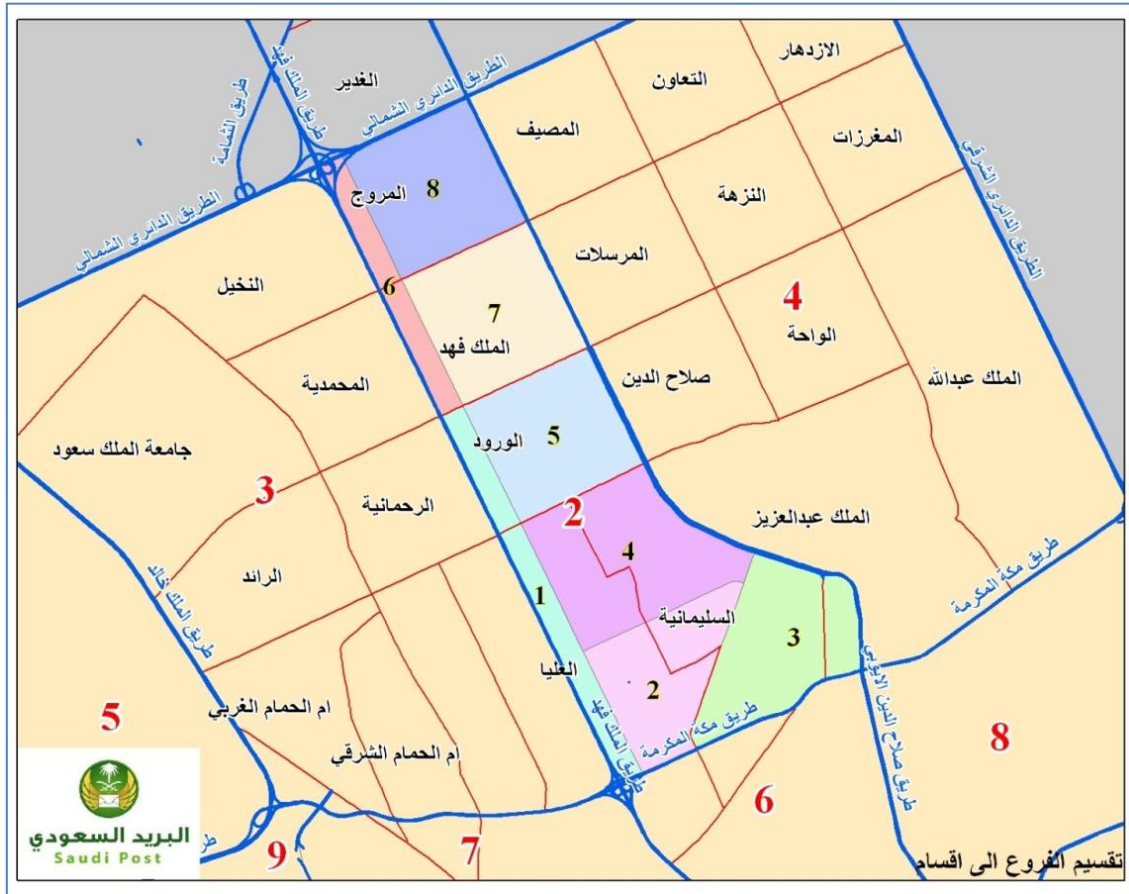 الازدهار
التعاون
الغدير
طريق الملك فهد
الطريق الدائري الشمالي
طريق الثمامة
المصيف
المغرزات
الطريق الدائري الشرقي
المروج
8
النزهة
الطريق الدائري الشمالي
المرسلات
النخيل
6
7
4
الواحة
الملك فهد
صلاح الدين
الملك عبدالله
المحمدية
الورود
5
جامعة الملك سعود
3
الرحمانية
2
الملك عبدالعزيز
4
الرائد
1
طريق مكة المكرمة
طريق الملك خالد
السليمانية
3
العليا
2
ام الحمام الغربي
5
طريق الملك فهد
طريق مكة المكرمة
طريق صلاح الدين الايوبي
8
ام الحمام الشرقي
6
البريد السعودي
Saudi Post
طريق
9
7
تقسيم الفروع الى اقسام